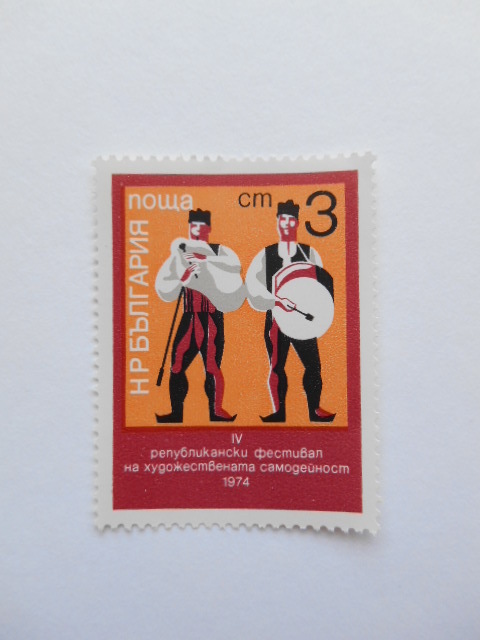 поща
ст 3
НР БЪЛГАРИЯ
IV
републикански фестивал
на художествената самодейност
1974